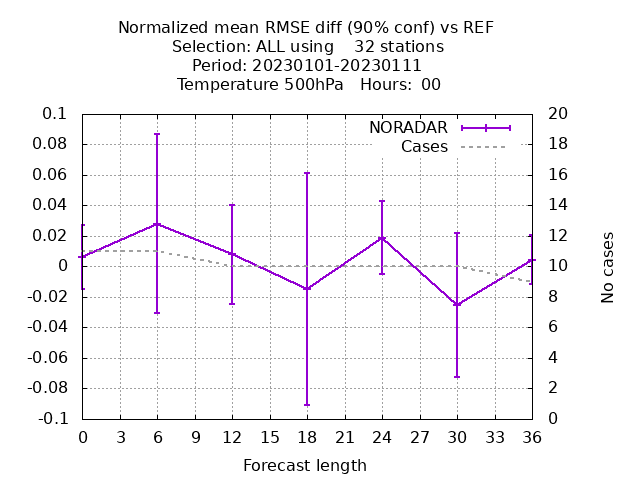 Normalized mean RMSE diff (90% conf) vs REF
Selection: ALL using    32 stations
Period: 20230101-20230111
Temperature 500hPa   Hours:  00
0.1
0.08
0.06
0.04
0.02
0
-0.02
-0.04
-0.06
-0.08
-0.1
NORADAR
Cases
20
18
16
14
12
10
8
6
4
2
0
No cases
0 3 6 9 12 15 18 21 24 27 30 33 36
Forecast length